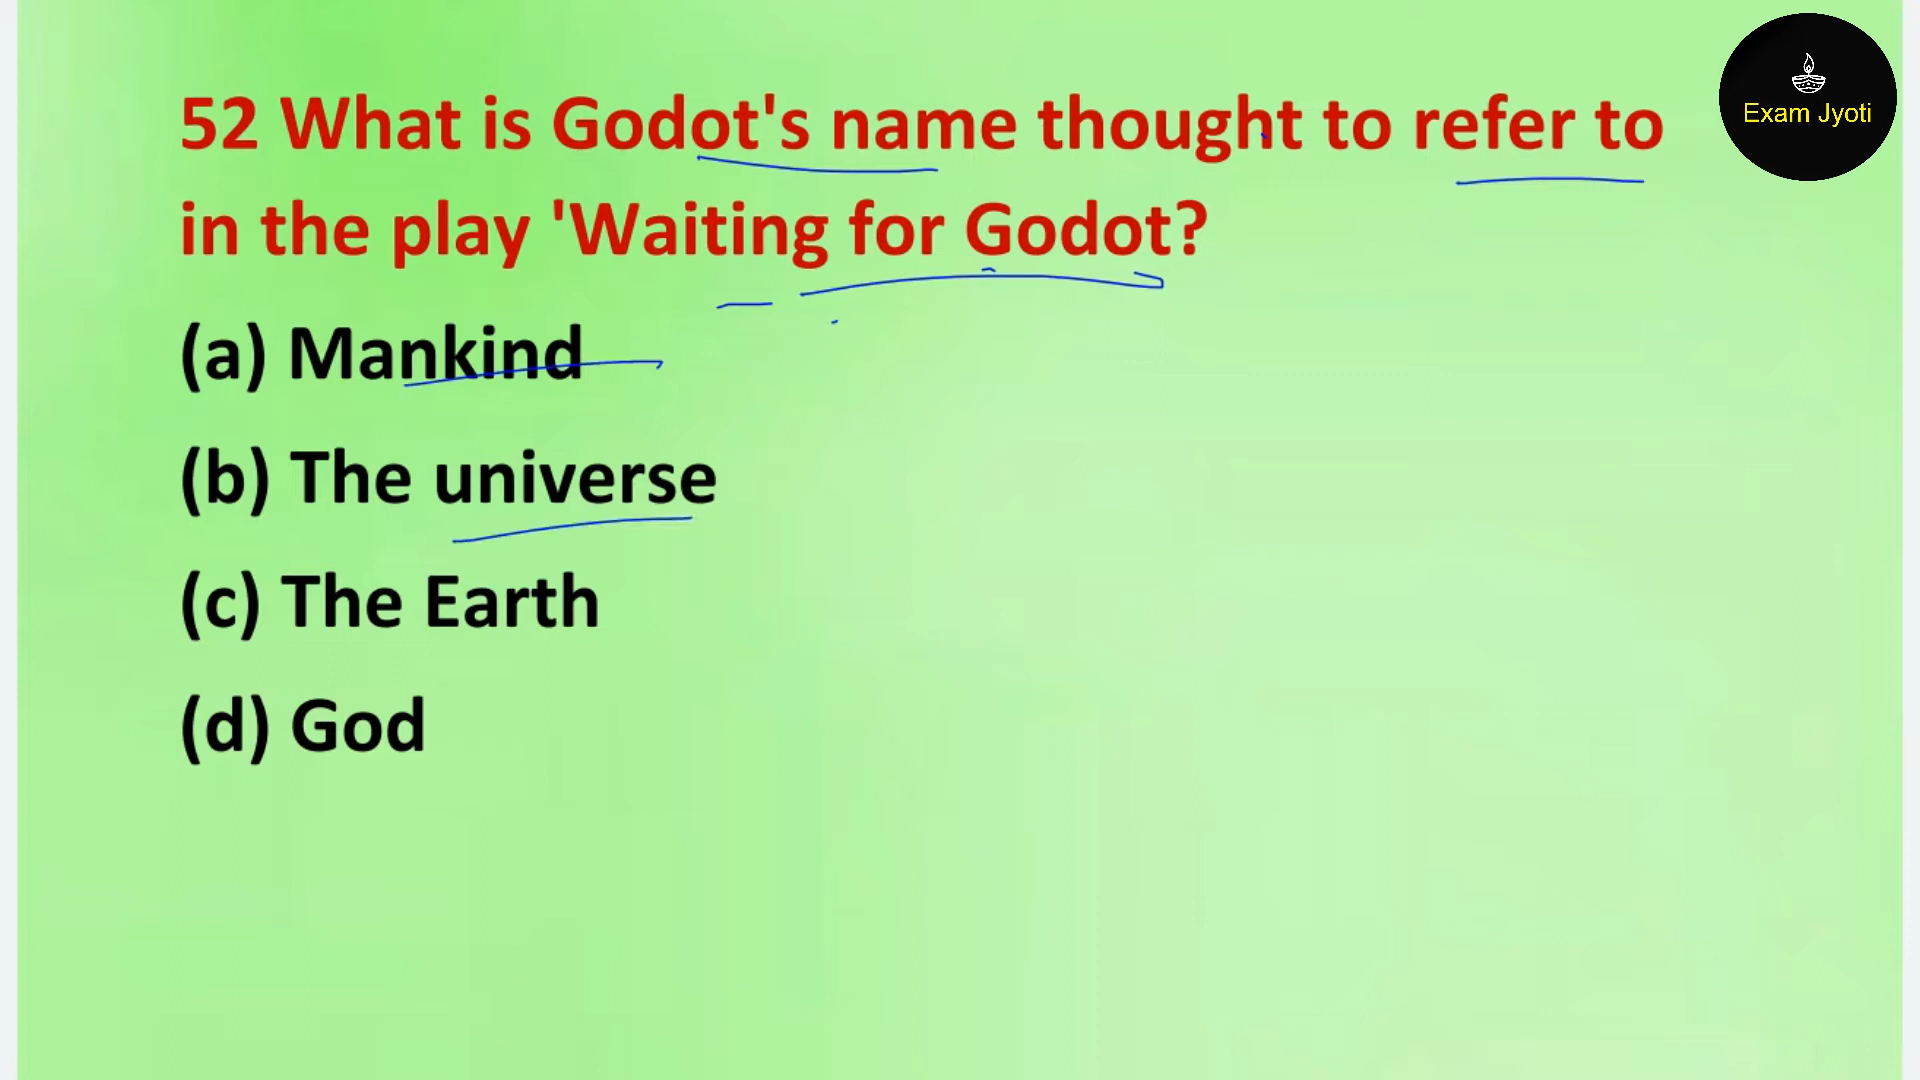 52 What is Godot's name thought to refer to
in the play 'Waiting for Godot?
(a) Mankind
(b) The universe
(c) The Earth
(d) God
Exam Jyoti